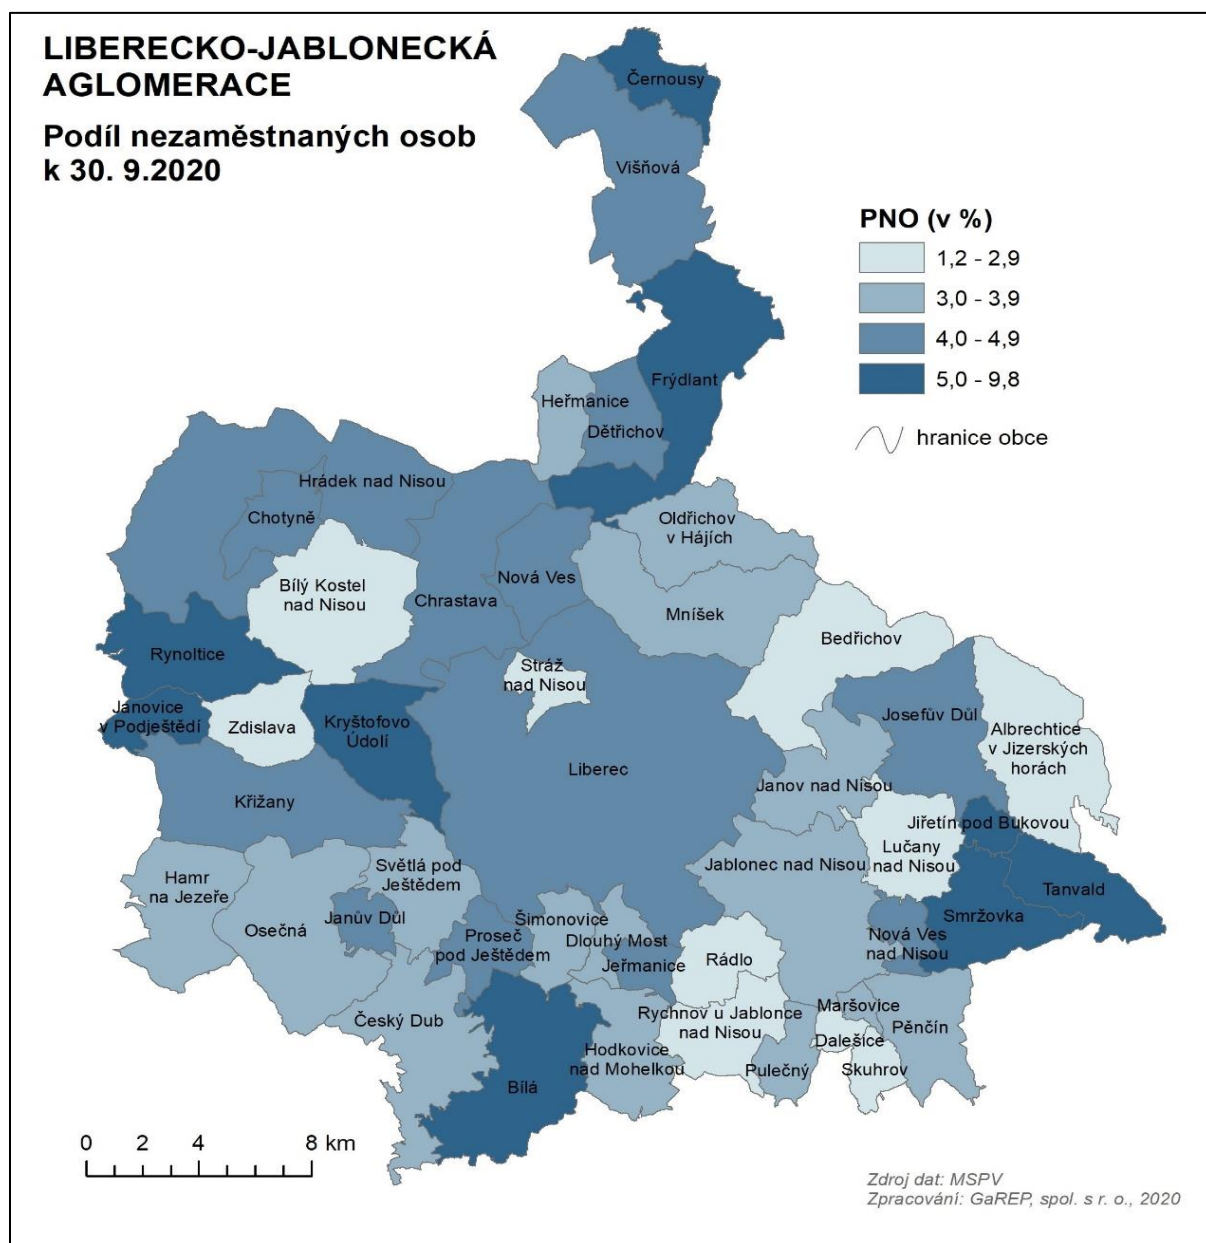 LIBERECKO-JABLONECKÁ
AGLOMERACE
Podíl nezaměstnaných osob
k 30. 9.2020
PNO (v %)
1,2 - 2,9
3,0 - 3,9
4,0 - 4,9
5,0 - 9,8
hranice obce
Černousy
Višňová
Frýdlant
Heřmanice
Dětřichov
Hrádek nad Nisou
Chotyně
Oldřichov
v Hájích
Bílý Kostel
nad Nisou
Chrastava
Nová Ves
Mníšek
Bedřichov
Rynoltice
Stráž
nad Nisou
Janovice
v Podještědí
Zdislava
Kryštofovo
Údolí
Josefův Důl
Albrechtice
v Jizerských
horách
Liberec
Křižany
Janov nad Nisou
Jiřetín pod Bukovou
Lučany
nad Nisou
Hamr
na Jezeře
Světlá pod
Ještědem
Jablonec nad Nisou
Tanvald
Osečná
Janův Důl
Šimonovice
Smržovka
Proseč
pod Ještědem
Dlouhý Most
Jeřmanice
Rádlo
Nová Ves
nad Nisou
Český Dub
Rychnov u Jablonce
nad Nisou
Maršovice
Pěnčín
Dalešice
Hodkovice
nad Mohelkou
Pulečný
Skuhrov
Bílá
0 2 4 8 km
Zdroj dat: MSPV
Zpracování: GaREP, spol. s r. o., 2020